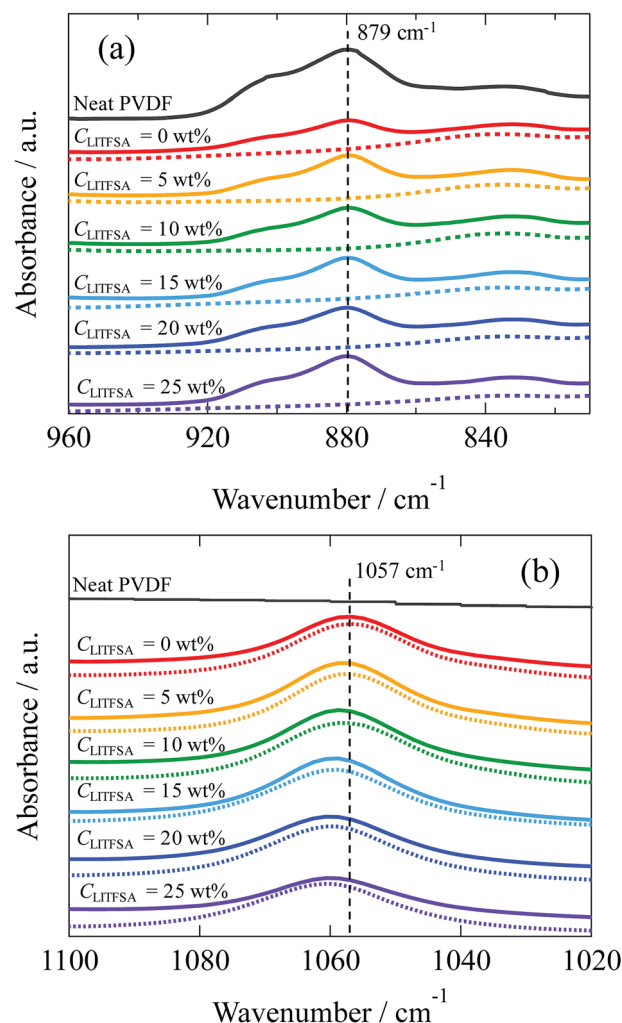 (a)
879 cm-1
Neat PVDF
CLITFSA = 0 wt%
CLITFSA = 5 wt%
CLITFSA = 10 wt%
CLITFSA = 15 wt%
CLITFSA = 20 wt%
CLITFSA = 25 wt%
Absorbance / a.u.
960 920 880 840
Wavenumber / cm-1
(b)
1057 cm-1
Neat PVDF
CLITFSA = 0 wt%
CLITFSA = 5 wt%
CLITFSA = 10 wt%
CLITFSA = 15 wt%
CLITFSA = 20 wt%
CLITFSA = 25 wt%
Absorbance / a.u.
1100 1080 1060 1040 1020
Wavenumber / cm-1